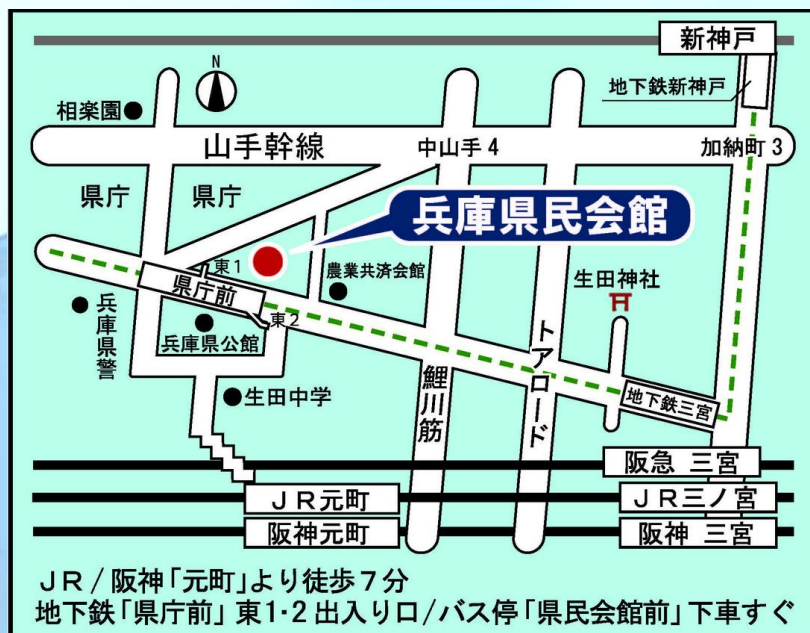 新神戸
N
地下鉄新神戸
相楽園
山手幹線
中山手4
加納町3
県庁
県庁
兵庫県民会館
東1
農業共済会館
生田神社
県庁前
東2
兵庫県警
兵庫県公館
トアロード
鯉川筋
生田中学
地下鉄三宮
阪急 三宮
JR元町
JR三ノ宮
阪神元町
阪神 三宮
JR/阪神「元町」より徒歩7分
地下鉄「県庁前」東1・2出入り口/バス停「県民会館前」下車すぐ